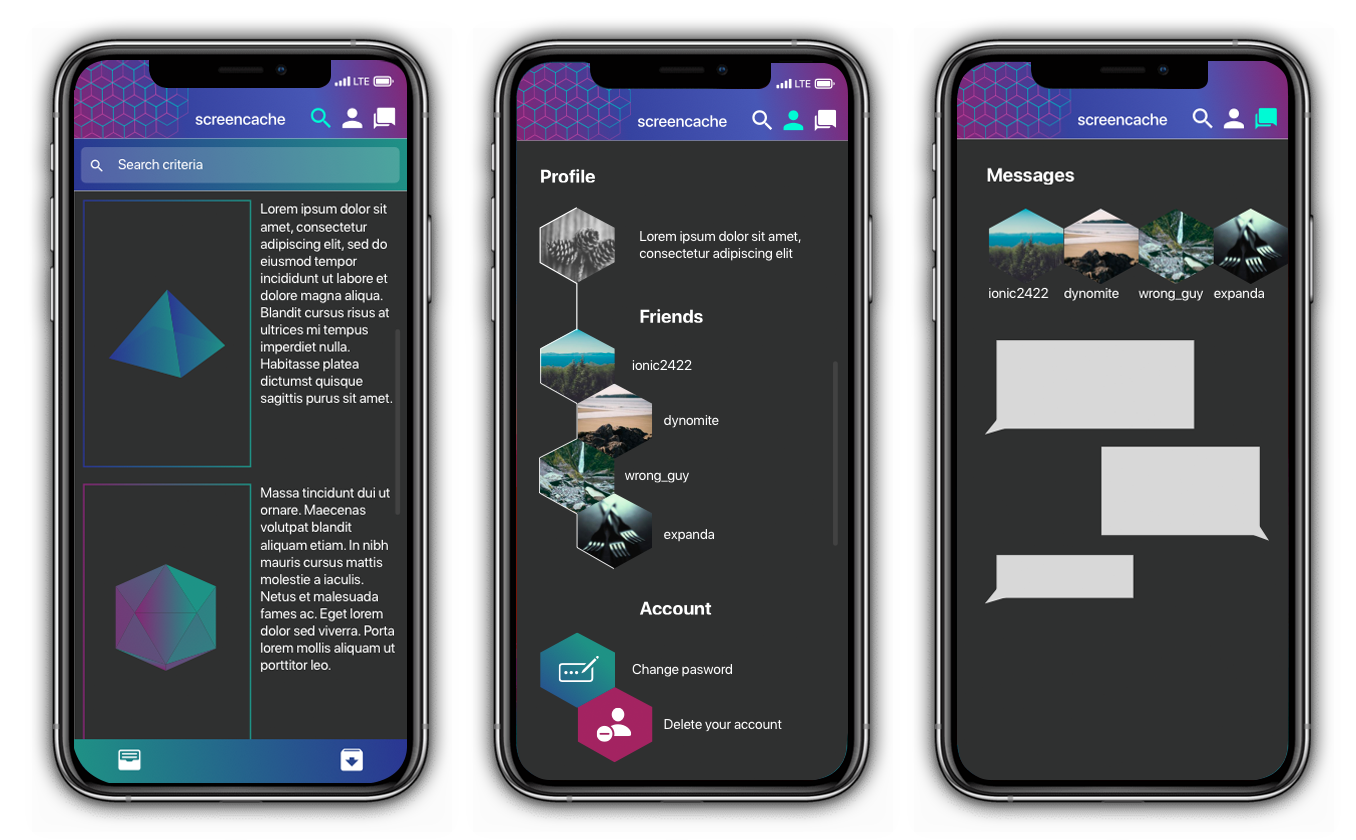 LTE
screencache
Search criteria
Lorem ipsum dolor sit
amet, consectetur
adipiscing elit, sed do
eiusmod tempor
incididunt ut labore et
dolore magna aliqua.
Blandit cursus risus at
ultrices mi tempus
imperdiet nulla.
Habitasse platea
dictumst quisque
sagittis purus sit amet.
Massa tincidunt dui ut
ornare. Maecenas
volutpat blandit
aliquam etiam. In nibh
mauris cursus mattis
molestie a iaculis.
Netus et malesuada
fames ac. Eget lorem
dolor sed viverra. Porta
lorem mollis aliquam ut
porttitor leo.
LTE
screencache
Profile
Lorem ipsum dolor sit amet,
consectetur adipiscing elit
Friends
ionic2422
dynomite
wrong_guy
expanda
Account
Change pasword
Delete your account
screencache
Messages
ionic2422 dynomite wrong_guy expanda